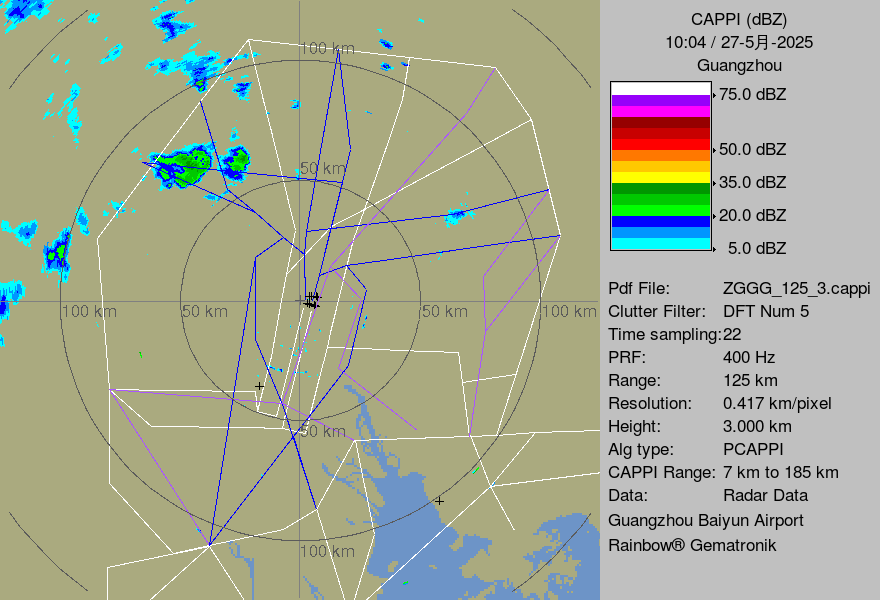 CAPPI (dBZ)
10:04 / 27-5月-2025
Guangzhou
75.0 dBZ
50.0 dBZ
35.0 dBZ
20.0 dBZ
5.0 dBZ
Pdf File: ZGGG_125_3.cappi
Clutter Filter: DFT Num 5
Time sampling:22
PRF: 400 Hz
Range: 125 km
Resolution: 0.417 km/pixel
Height: 3.000 km
Alg type: PCAPPI
CAPPI Range: 7 km to 185 km
Data: Radar Data
Guangzhou Baiyun Airport
Rainbow® Gematronik
100 km
50 km
100 km
50 km
50 km
100 km
50 km
100 km